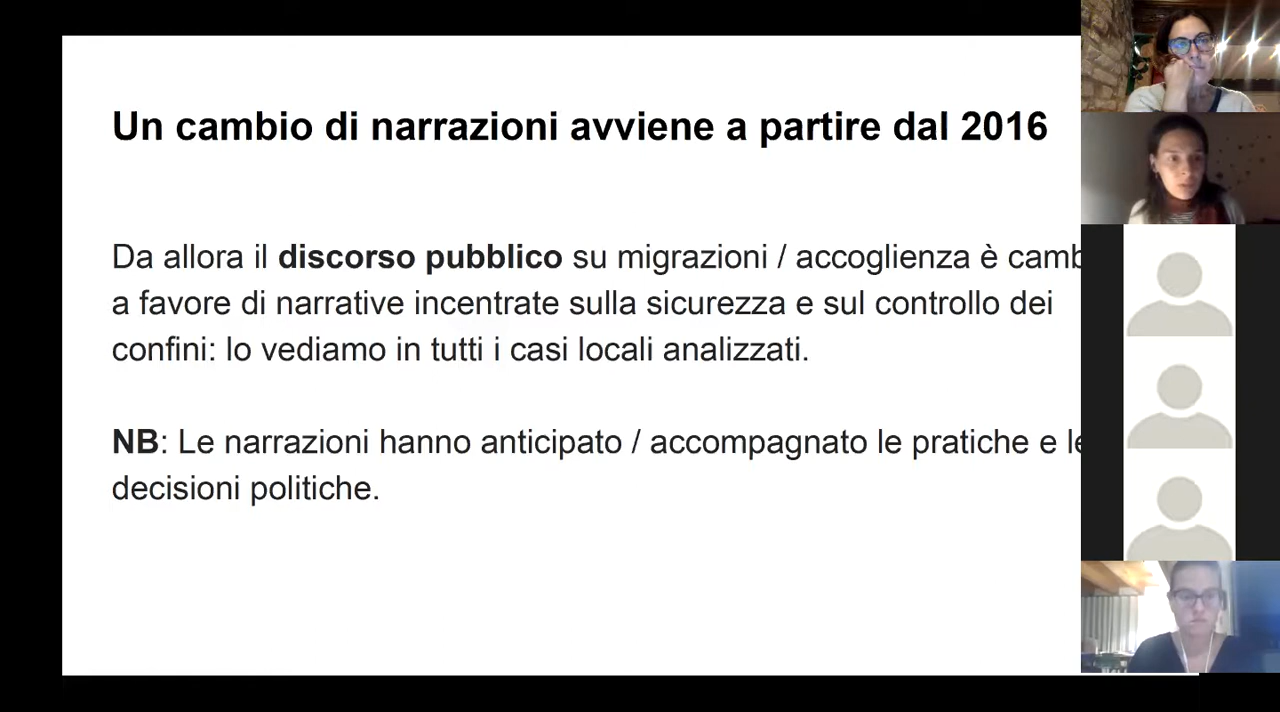 Un cambio di narrazioni avviene a partire dal 2016
Da allora il discorso pubblico su migrazioni / accoglienza è
a favore di narrative incentrate sulla sicurezza e sul controllo dei
confini: lo vediamo in tutti i casi locali analizzati.
NB: Le narrazioni hanno anticipato / accompagnato le pratiche e le
decisioni politiche.